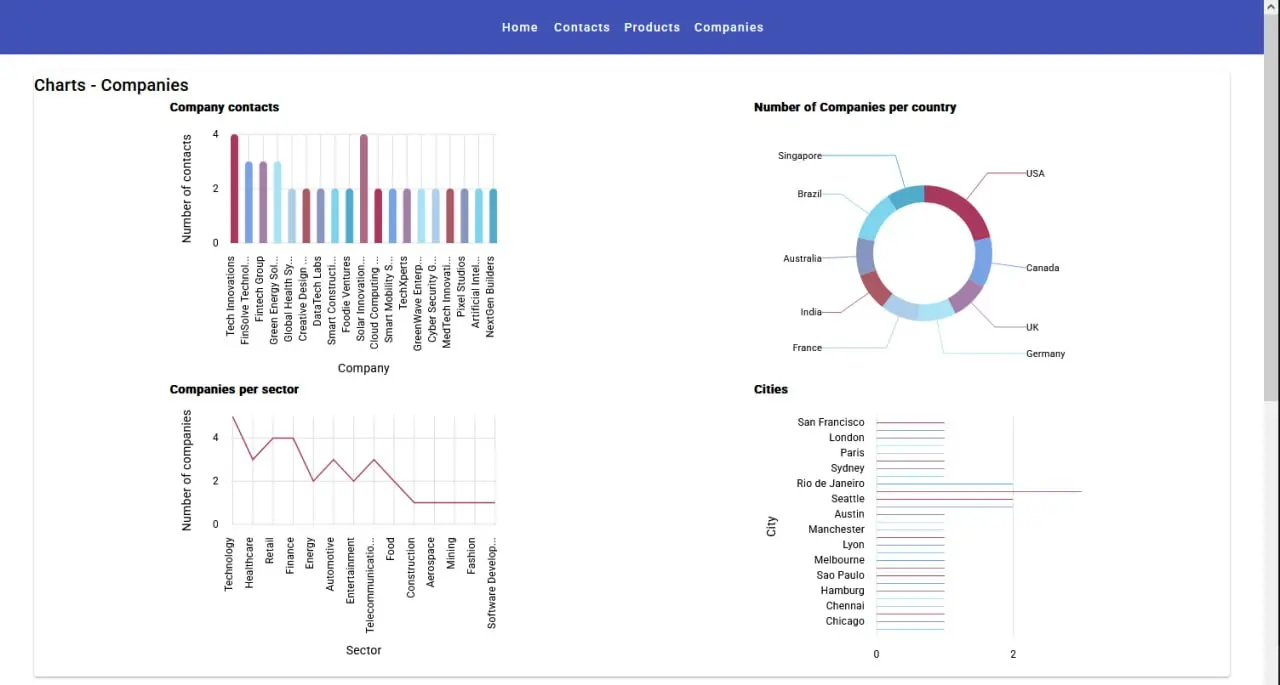 Home Contacts Products Companies
Charts - Companies
Company contacts
Number of contacts
4
2
0
Tech Innovations
FinSolve Technol...
Fintech Group
Green Energy Sol...
Global Health Sy...
Creative Design ...
DataTech Labs
Smart Constructi...
Foodie Ventures
Solar Innovation...
Cloud Computing ...
Smart Mobility S...
TechXperts
GreenWave Enterp...
Cyber Security G...
MedTech Innovati...
Pixel Studios
Artificial Intel...
NextGen Builders
Company
Number of Companies per country
Singapore
USA
Brazil
Australia
Canada
India
UK
France
Germany
Companies per sector
Number of companies
4
2
0
Technology
Healthcare
Retail
Finance
Energy
Automotive
Entertainment
Telecommunicatio...
Food
Construction
Aerospace
Mining
Fashion
Software Develop...
Sector
Cities
City
San Francisco
London
Paris
Sydney
Rio de Janeiro
Seattle
Austin
Manchester
Lyon
Melbourne
Sao Paulo
Hamburg
Chennai
Chicago
0 2